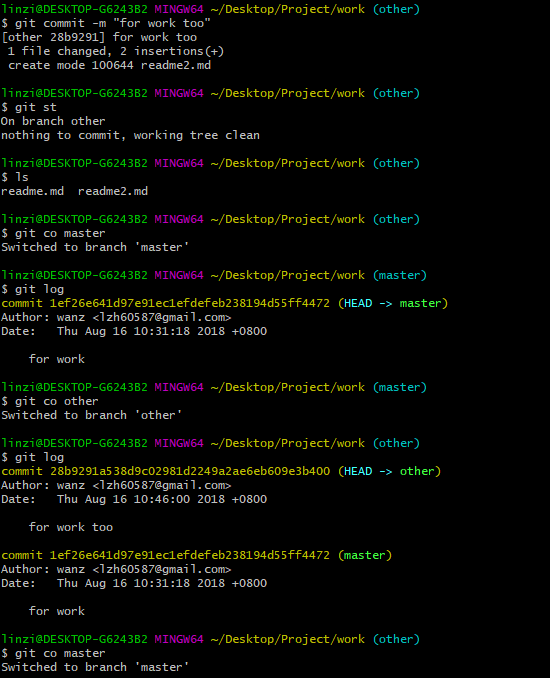 linzi@DESKTOP-G6243B2 MINGW64 ~/Desktop/Project/work (other)
$ git commit -m "for work too"
[other 28b9291] for work too
1 file changed, 2 insertions(+)
create mode 100644 readme2.md
linzi@DESKTOP-G6243B2 MINGW64 ~/Desktop/Project/work (other)
$ git st
On branch other
nothing to commit, working tree clean
linzi@DESKTOP-G6243B2 MINGW64 ~/Desktop/Project/work (other)
$ ls
readme.md  readme2.md
linzi@DESKTOP-G6243B2 MINGW64 ~/Desktop/Project/work (other)
$ git co master
Switched to branch 'master'
linzi@DESKTOP-G6243B2 MINGW64 ~/Desktop/Project/work (master)
$ git log
commit 1ef26e641d97e91ec1efdefeb238194d55ff4472 (HEAD -> master)
Author: wanz <lzh60587@gmail.com>
Date:   Thu Aug 16 10:31:18 2018 +0800
for work
linzi@DESKTOP-G6243B2 MINGW64 ~/Desktop/Project/work (master)
$ git co other
Switched to branch 'other'
linzi@DESKTOP-G6243B2 MINGW64 ~/Desktop/Project/work (other)
$ git log
commit 28b9291a538d9c02981d2249a2ae6eb609e3b400 (HEAD -> other)
Author: wanz <lzh60587@gmail.com>
Date:   Thu Aug 16 10:46:00 2018 +0800
for work too
commit 1ef26e641d97e91ec1efdefeb238194d55ff4472 (master)
Author: wanz <lzh60587@gmail.com>
Date:   Thu Aug 16 10:31:18 2018 +0800
for work
linzi@DESKTOP-G6243B2 MINGW64 ~/Desktop/Project/work (other)
$ git co master
Switched to branch 'master'